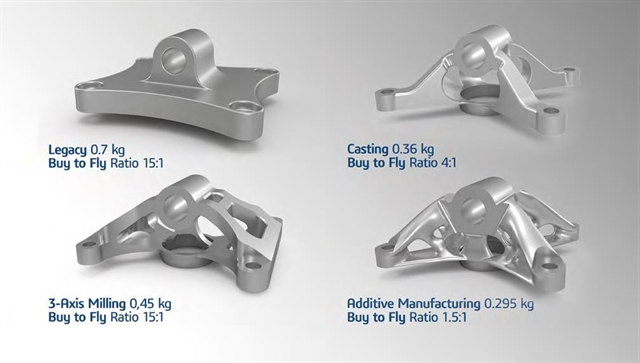 Legacy 0.7 kg
Buy to Fly Ratio 15:1
Casting 0.36 kg
Buy to Fly Ratio 4:1
3-Axis Milling 0,45 kg
Buy to Fly Ratio 15:1
Additive Manufacturing 0.295 kg
Buy to Fly Ratio 1.5:1